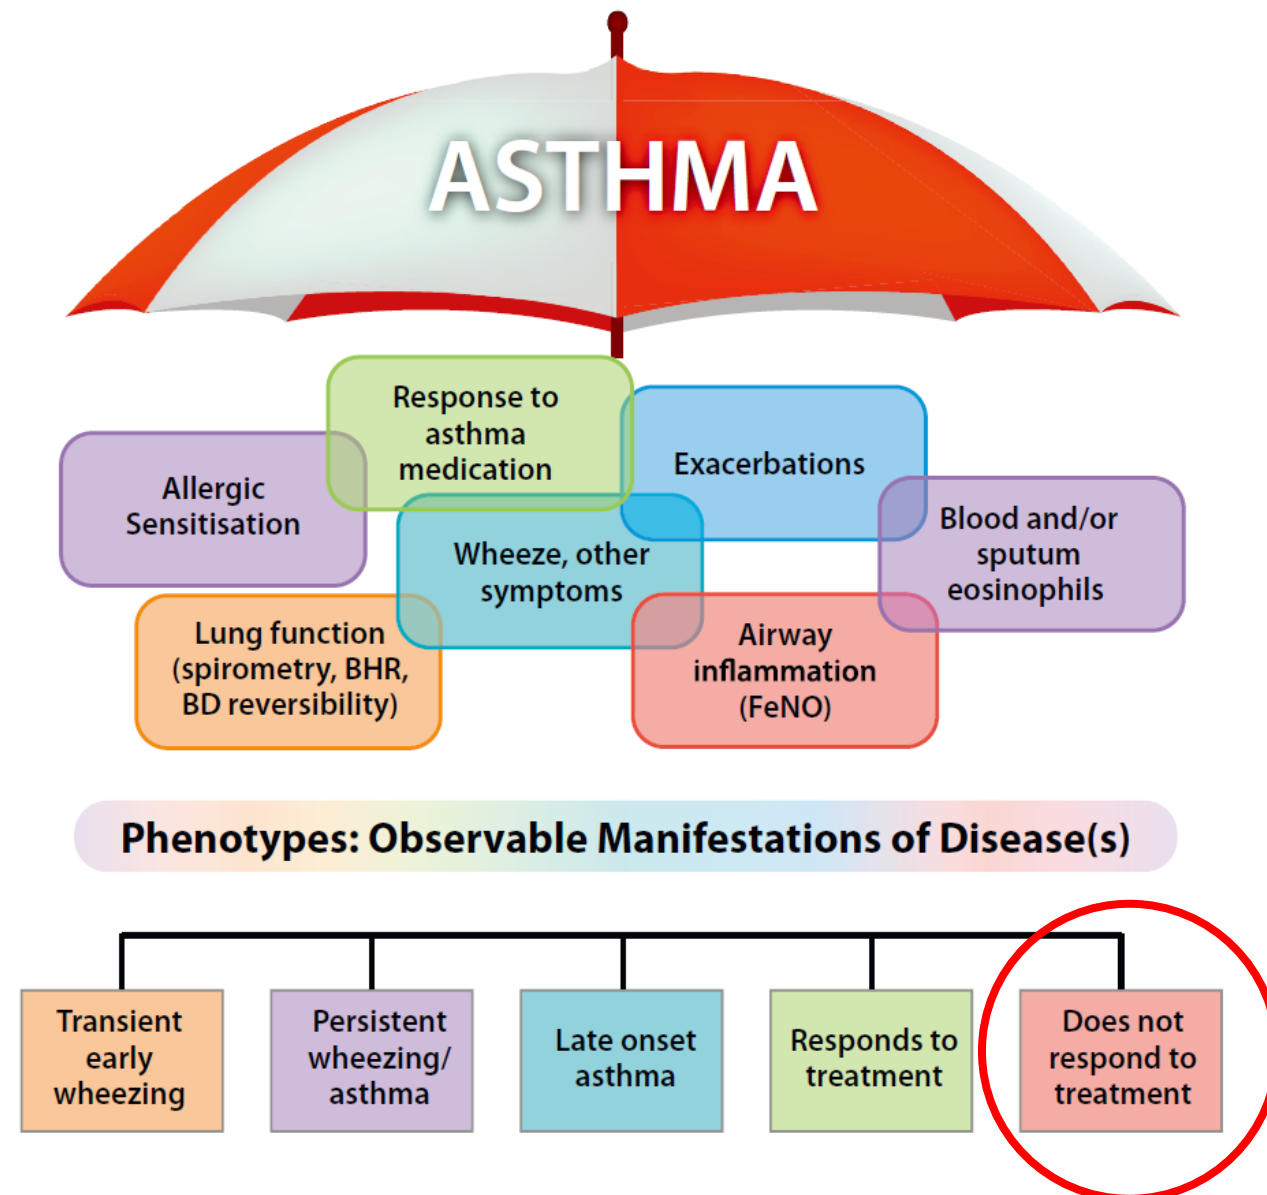 ASTHMA
Response to
asthma
medication
Exacerbations
Allergic
Sensitisation
Blood and/or
sputum
eosinophils
Wheeze, other
symptoms
Lung function
(spirometry, BHR,
BD reversibility)
Airway
inflammation
(FeNO)
Phenotypes: Observable Manifestations of Disease(s)
Transient
early
wheezing
Persistent
wheezing/
asthma
Late onset
asthma
Responds to
treatment
Does not
respond to
treatment